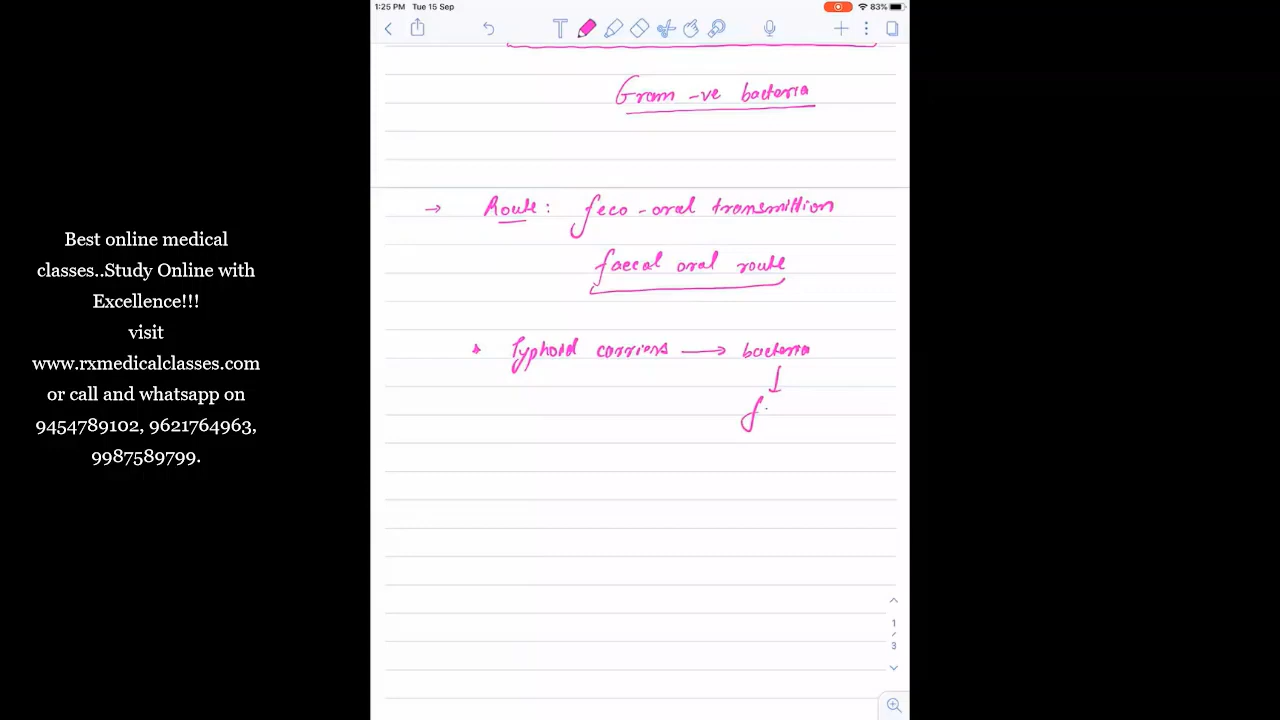 1:25 PM Tue 15 Sep
83%
Gram -ve bacteria
→ Route: feco-oral transmittion
faecal oral route
* Typhoid carriers → bacteria
↓
f
Best online medical
classes..Study Online with
Excellence!!!
visit
www.rxmedicalclasses.com
or call and whatsapp on
9454789102, 9621764963,
9987589799.
1
/
3